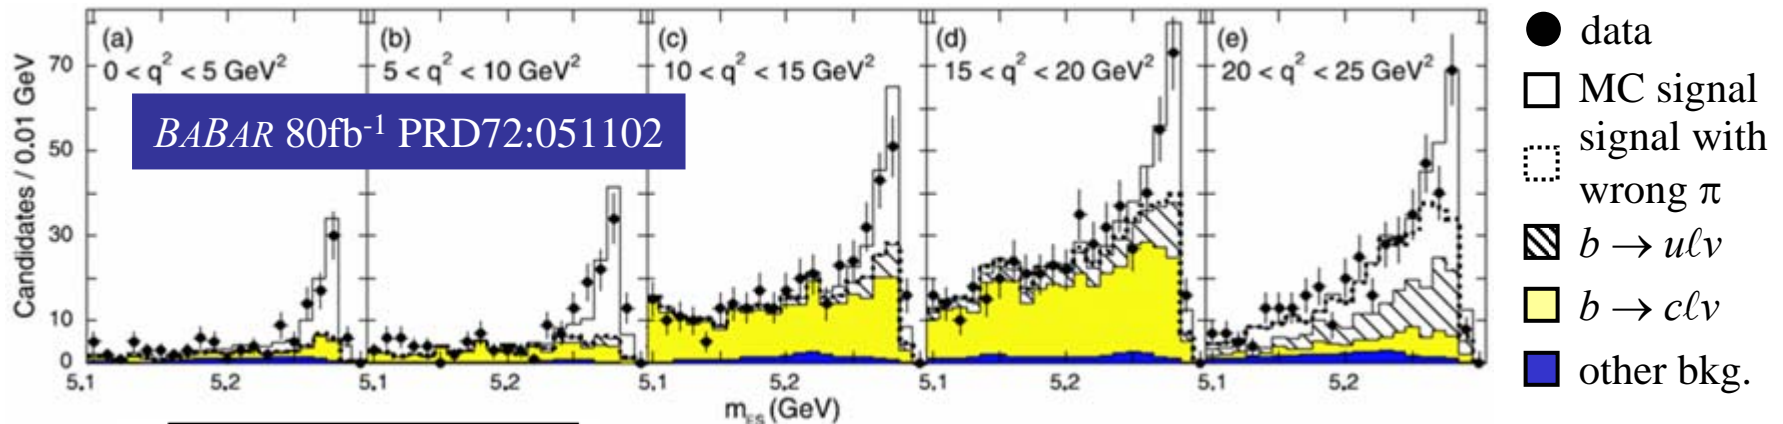 (a)
0 < q² < 5 GeV²
(b)
5 < q² < 10 GeV²
(c)
10 < q² < 15 GeV²
(d)
15 < q² < 20 GeV²
(e)
20 < q² < 25 GeV²
BABAR 80fb⁻¹ PRD72:051102
Candidates / 0.01 GeV
70
50
30
10
0
5.1
5.2
5.1
5.2
5.1
5.2
5.1
5.2
5.1
5.2
m_ES (GeV)
data
MC signal
signal with
wrong π
b → uℓν
b → cℓν
other bkg.